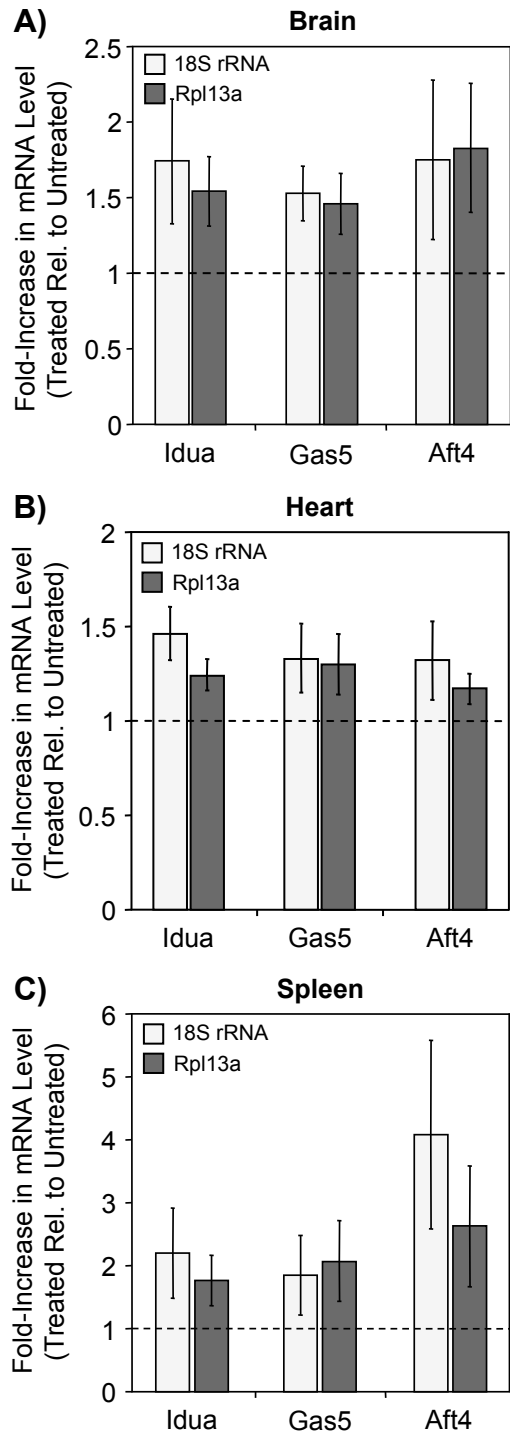 A)
Brain
Fold-Increase in mRNA Level
(Treated Rel. to Untreated)
2.5
2
1.5
1
0.5
0
18S rRNA
Rpl13a
Idua
Gas5
Aft4
B)
Heart
Fold-Increase in mRNA Level
(Treated Rel. to Untreated)
2
1.5
1
0.5
0
18S rRNA
Rpl13a
Idua
Gas5
Aft4
C)
Spleen
Fold-Increase in mRNA Level
(Treated Rel. to Untreated)
6
5
4
3
2
1
0
18S rRNA
Rpl13a
Idua
Gas5
Aft4